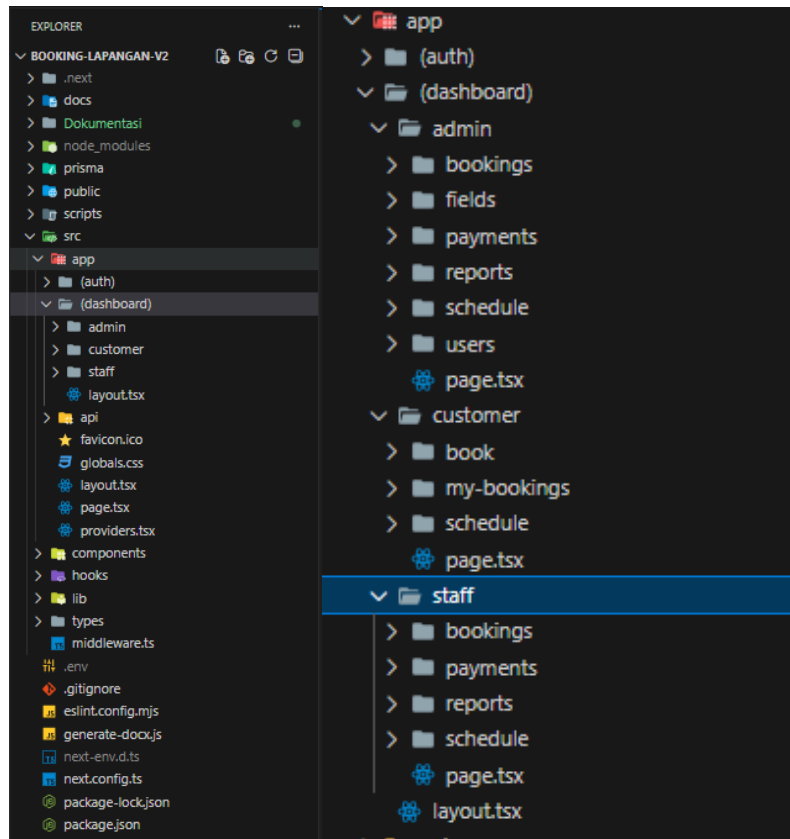 EXPLORER
BOOKING-LAPANGAN-V2
.next
docs
Dokumentasi
node_modules
prisma
public
scripts
src
app
(auth)
(dashboard)
admin
customer
staff
layout.tsx
api
favicon.ico
globals.css
layout.tsx
page.tsx
providers.tsx
components
hooks
lib
types
middleware.ts
.env
.gitignore
eslint.config.mjs
generate-docx.js
next-env.d.ts
next.config.ts
package-lock.json
package.json
app
(auth)
(dashboard)
admin
bookings
fields
payments
reports
schedule
users
page.tsx
customer
book
my-bookings
schedule
page.tsx
staff
bookings
payments
reports
schedule
page.tsx
layout.tsx